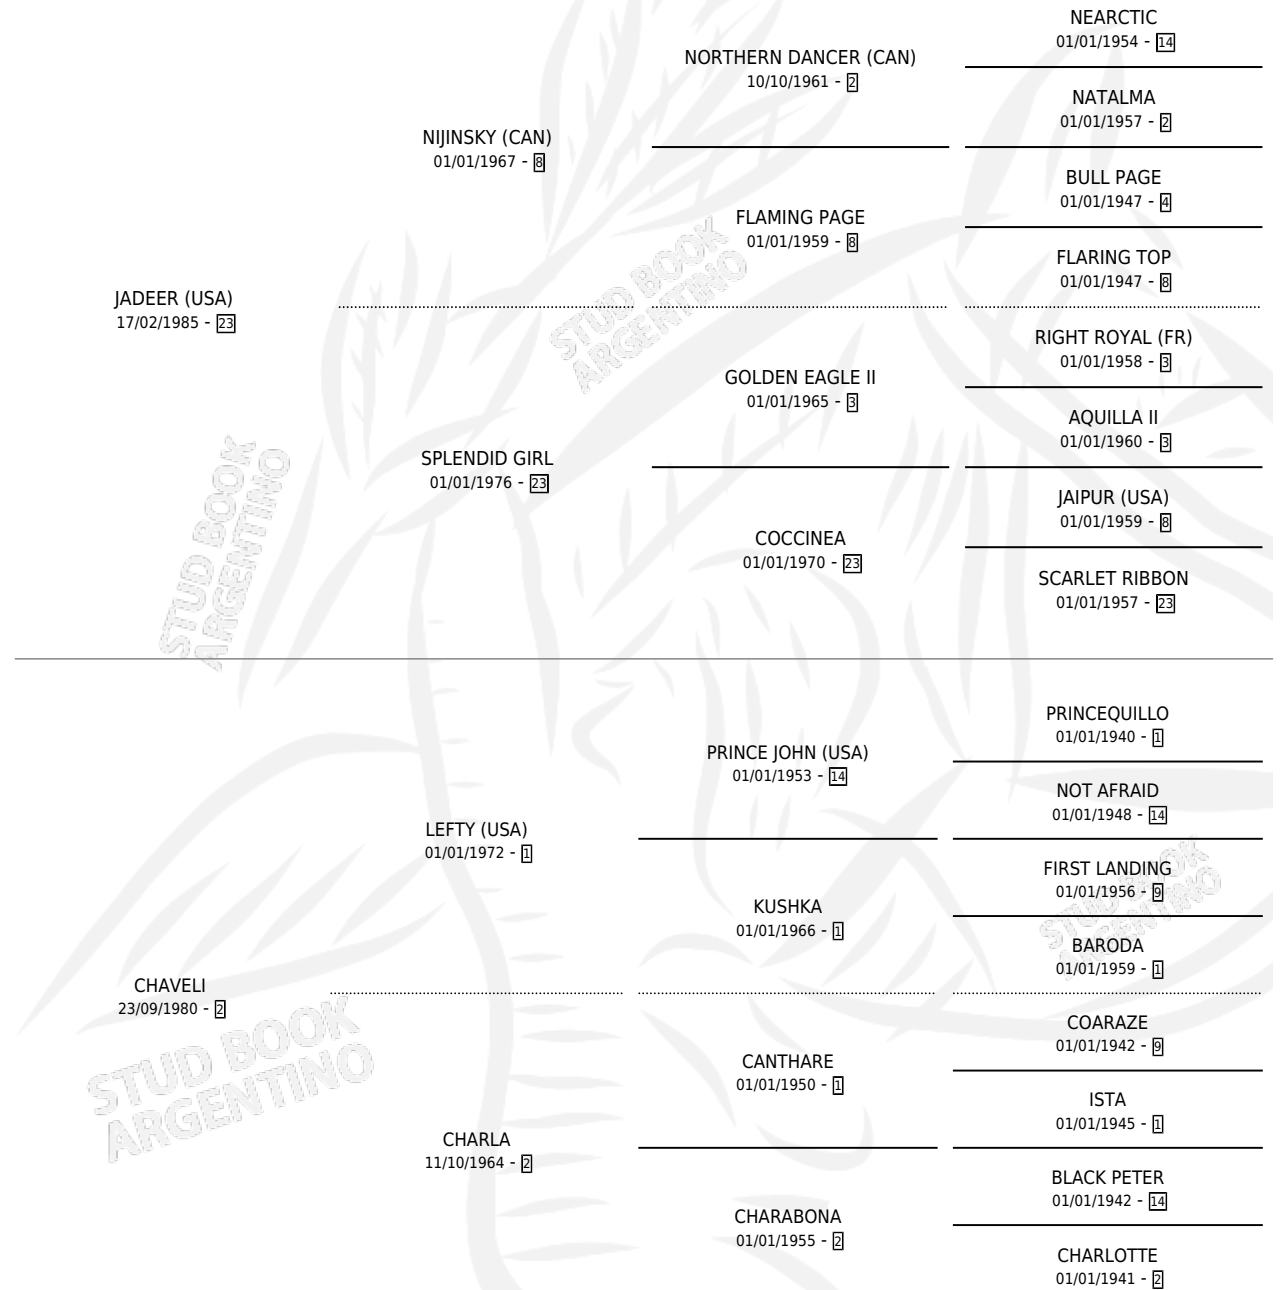 NEARCTIC
01/01/1954 - 14
NORTHERN DANCER (CAN)
10/10/1961 - 2
NATALMA
01/01/1957 - 2
NIJINSKY (CAN)
01/01/1967 - 8
BULL PAGE
01/01/1947 - 4
FLAMING PAGE
01/01/1959 - 8
FLARING TOP
01/01/1947 - 8
JADEER (USA)
17/02/1985 - 23
RIGHT ROYAL (FR)
01/01/1958 - 3
GOLDEN EAGLE II
01/01/1965 - 3
AQUILLA II
01/01/1960 - 3
SPLENDID GIRL
01/01/1976 - 23
JAIPUR (USA)
01/01/1959 - 8
COCCINEA
01/01/1970 - 23
SCARLET RIBBON
01/01/1957 - 23
PRINCEQUILLO
01/01/1940 - 1
PRINCE JOHN (USA)
01/01/1953 - 14
NOT AFRAID
01/01/1948 - 14
LEFTY (USA)
01/01/1972 - 1
FIRST LANDING
01/01/1956 - 9
KUSHKA
01/01/1966 - 1
BARODA
01/01/1959 - 1
CHAVELI
23/09/1980 - 2
COARAZE
01/01/1942 - 9
CANTHARE
01/01/1950 - 1
ISTA
01/01/1945 - 1
CHARLA
11/10/1964 - 2
BLACK PETER
01/01/1942 - 14
CHARABONA
01/01/1955 - 2
CHARLOTTE
01/01/1941 - 2
STUD BOOK
ARGENTINO
STUD BOOK
ARGENTINO
STUD BOOK
ARGENTINO
STUD BOOK
ARGENTINO